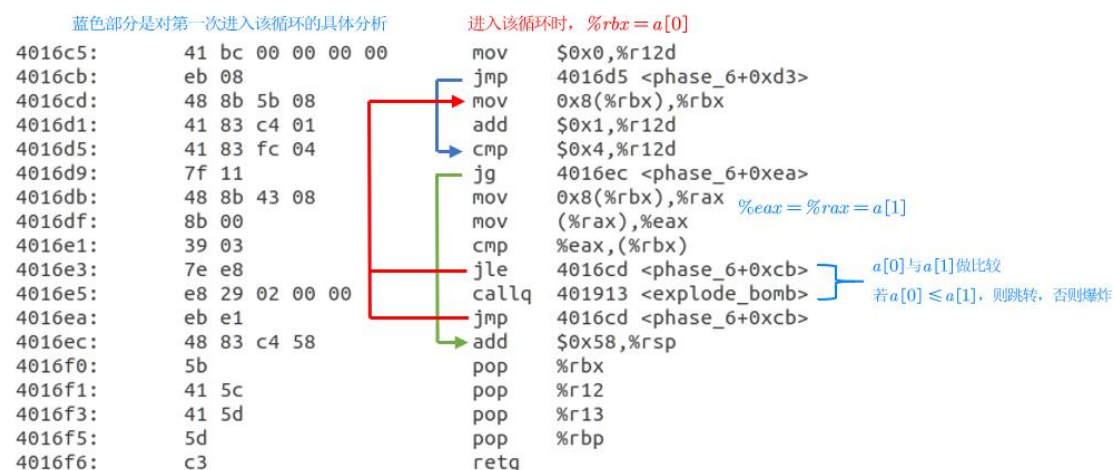 蓝色部分是对第一次进入该循环的具体分析 进入该循环时，%rbx=a[0]
4016c5: 41 bc 00 00 00 00 mov $0x0,%r12d
4016cb: eb 08 jmp 4016d5 <phase_6+0xd3>
4016cd: 48 8b 5b 08 mov 0x8(%rbx),%rbx
4016d1: 41 83 c4 01 add $0x1,%r12d
4016d5: 41 83 fc 04 cmp $0x4,%r12d
4016d9: 7f 11 jg 4016ec <phase_6+0xea>
4016db: 48 8b 43 08 mov 0x8(%rbx),%rax %eax=%rax=a[1]
4016df: 8b 00 mov (%rax),%eax
4016e1: 39 03 cmp %eax,(%rbx)
4016e3: 7e e8 jle 4016cd <phase_6+0xcb> a[0]与a[1]做比较
4016e5: e8 29 02 00 00 callq 401913 <explode_bomb> 若a[0]≤a[1]，则跳转，否则爆炸
4016ea: eb e1 jmp 4016cd <phase_6+0xcb>
4016ec: 48 83 c4 58 add $0x58,%rsp
4016f0: 5b pop %rbx
4016f1: 41 5c pop %r12
4016f3: 41 5d pop %r13
4016f5: 5d pop %rbp
4016f6: c3 retq